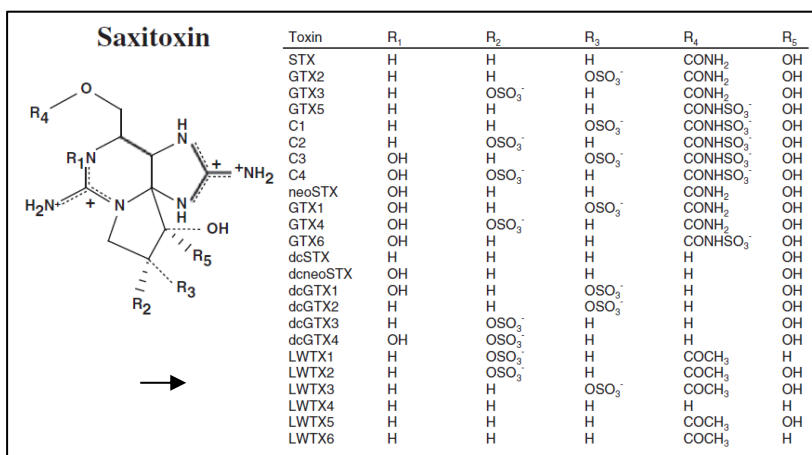 Saxitoxin
R4
O
H
N
R1
N
+
+
+NH2
H2N+
+
N
N
H
OH
R5
R3
R2
Toxin R1 R2 R3 R4 R5
STX H H H CONH2 OH
GTX2 H H OSO3- CONH2 OH
GTX3 H OSO3- H CONH2 OH
GTX5 H H H CONHSO3- OH
C1 H H OSO3- CONHSO3- OH
C2 H OSO3- H CONHSO3- OH
C3 OH H OSO3- CONHSO3- OH
C4 OH OSO3- H CONHSO3- OH
neoSTX OH H H CONH2 OH
GTX1 OH H OSO3- CONH2 OH
GTX4 OH OSO3- H CONH2 OH
GTX6 OH H H CONHSO3- OH
dcSTX H H H H OH
dcneoSTX OH H H H OH
dcGTX1 OH H OSO3- H OH
dcGTX2 H H OSO3- H OH
dcGTX3 H OSO3- H H OH
dcGTX4 OH OSO3- H H OH
LWTX1 H OSO3- H COCH3 H
LWTX2 H OSO3- H COCH3 OH
LWTX3 H H OSO3- COCH3 OH
LWTX4 H H H H H
LWTX5 H H H COCH3 OH
LWTX6 H H H COCH3 H